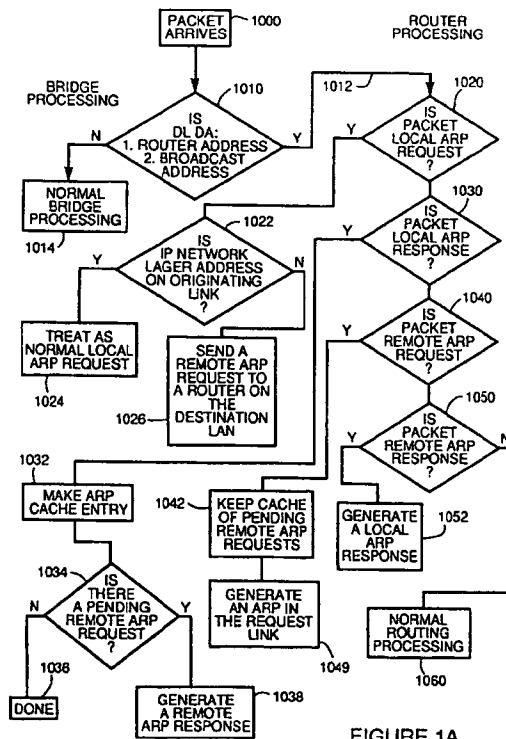 PACKET
ARRIVES
1000
ROUTER
PROCESSING
BRIDGE
PROCESSING
1010
1012
1020
IS
DL DA:
1. ROUTER ADDRESS
2. BROADCAST
ADDRESS
N
Y
IS
PACKET
LOCAL ARP
REQUEST
?
Y
NORMAL
BRIDGE
PROCESSING
1014
1022
IS
IP NETWORK
LAGER ADDRESS
ON ORIGINATING
LINK
?
Y
N
1030
IS
PACKET
LOCAL ARP
RESPONSE
?
Y
TREAT AS
NORMAL LOCAL
ARP REQUEST
1024
SEND A
REMOTE ARP
REQUEST TO
A ROUTER ON
THE
DESTINATION
LAN
1026
1040
IS
PACKET
REMOTE ARP
REQUEST
?
Y
1050
IS
PACKET
REMOTE ARP
RESPONSE
?
Y
N
1032
MAKE ARP
CACHE ENTRY
1042
KEEP CACHE
OF PENDING
REMOTE ARP
REQUESTS
GENERATE
A LOCAL
ARP
RESPONSE
1052
1034
IS
THERE
A PENDING
REMOTE ARP
REQUEST
?
N
Y
GENERATE
AN ARP IN
THE REQUEST
LINK
1049
NORMAL
ROUTING
PROCESSING
1060
1036
DONE
GENERATE
A REMOTE
ARP RESPONSE
1038
FIGURE 1A